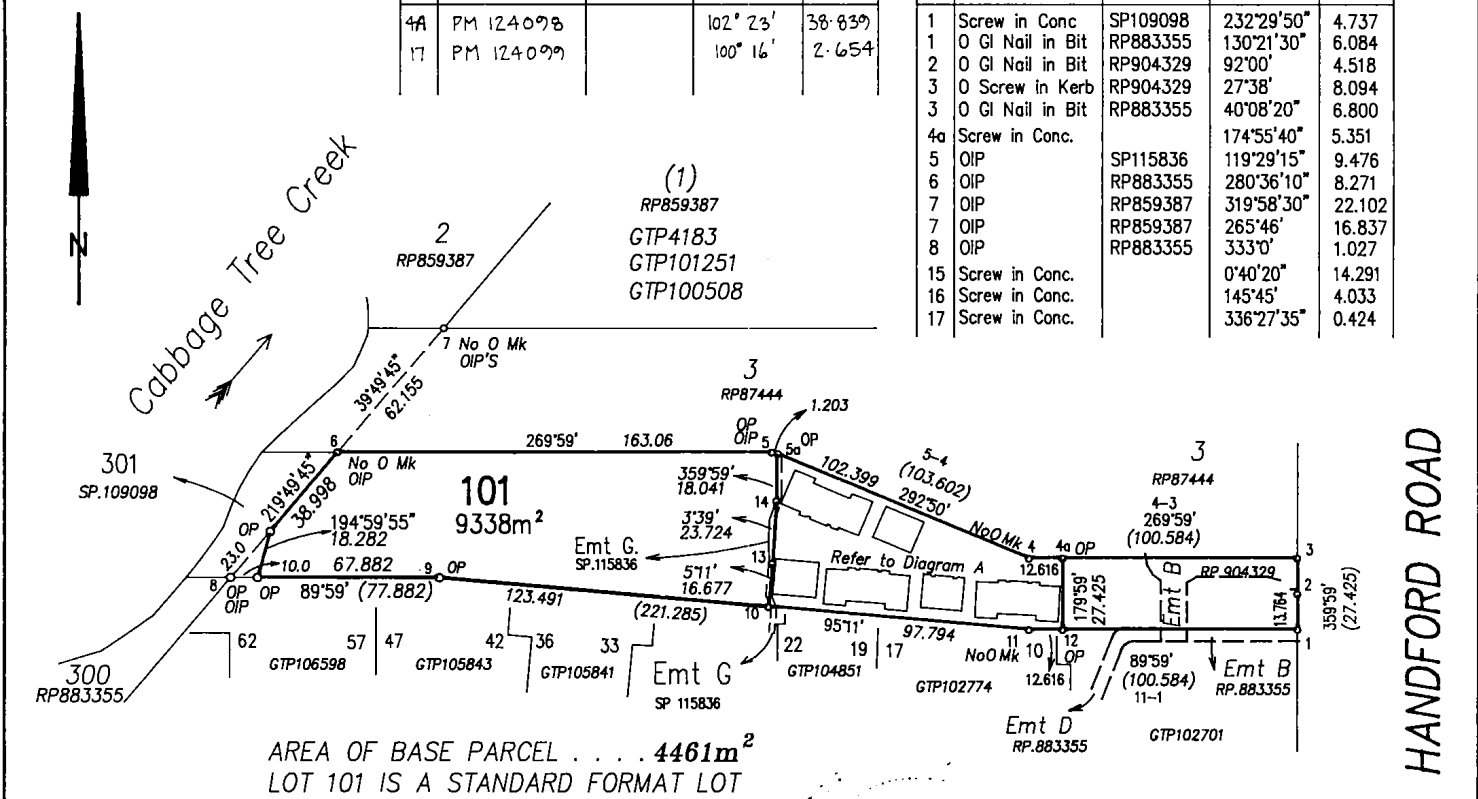 4A PM 124098 102° 23' 38·839
17 PM 124099 100° 16' 2·654
1 Screw in Conc SP109098 232°29'50" 4.737
1 O GI Nail in Bit RP883355 130°21'30" 6.084
2 O GI Nail in Bit RP904329 92°00' 4.518
3 O Screw in Kerb RP904329 27°38' 8.094
3 O GI Nail in Bit RP883355 40°08'20" 6.800
4a Screw in Conc. 174°55'40" 5.351
5 OIP SP115836 119°29'15" 9.476
6 OIP RP883355 280°36'10" 8.271
7 OIP RP859387 319°58'30" 22.102
7 OIP RP859387 265°46' 16.837
8 OIP RP883355 333°0' 1.027
15 Screw in Conc. 0°40'20" 14.291
16 Screw in Conc. 145°45' 4.033
17 Screw in Conc. 336°27'35" 0.424
N
Cabbage Tree Creek
2
RP859387
(1)
RP859387
GTP4183
GTP101251
GTP100508
7 No O Mk
OIP'S
39°49'45"
62.155
3
RP87444
1.203
6
No O Mk
OIP
269°59' 163.06
OP
OIP 5
5a OP
5-4
(103.602)
102.399
292°50'
3
RP87444
4-3
269°59'
(100.584)
301
SP.109098
219°49'45"
38.998
OP
194°59'55"
18.282
101
9338m²
359°59'
18.041
14
3°39'
23.724
Emt G.
SP.115836
13
5°11'
16.677
Refer to Diagram A
No O Mk
4
12.616
4a OP
3
179°59'
27.425
Emt B
RP.904329
2
13.764
359°59'
(27.425)
1
23.0
8
OP
OIP
10.0
OP
67.882
89°59' (77.882)
9 OP
123.491
(221.285)
10
95°11' 97.794
11
No O Mk
12
OP
12.616
89°59'
(100.584)
11-1
Emt B
RP.883355
62
57
47
42
36
33
22
19
17
10
GTP106598
GTP105843
GTP105841
GTP104851
GTP102774
GTP102701
Emt G
SP 115836
Emt D
RP.883355
300
RP883355
HANDFORD ROAD
AREA OF BASE PARCEL . . . . 4461m²
LOT 101 IS A STANDARD FORMAT LOT